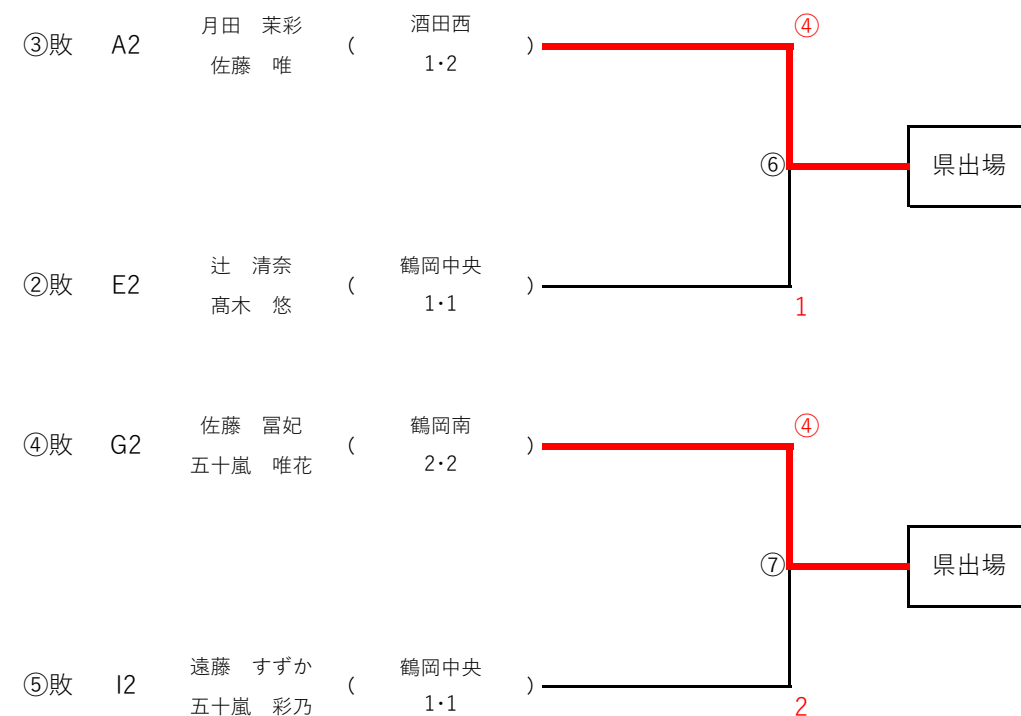 月田　茉彩 酒田西 ④
③敗 A2 ( )
佐藤　唯 1・2
⑥ 県出場
辻　清奈 鶴岡中央
②敗 E2 ( )
髙木　悠 1・1 1
佐藤　冨妃 鶴岡南 ④
④敗 G2 ( )
五十嵐　唯花 2・2
⑦ 県出場
遠藤　すずか 鶴岡中央
⑤敗 I2 ( )
五十嵐　彩乃 1・1 2